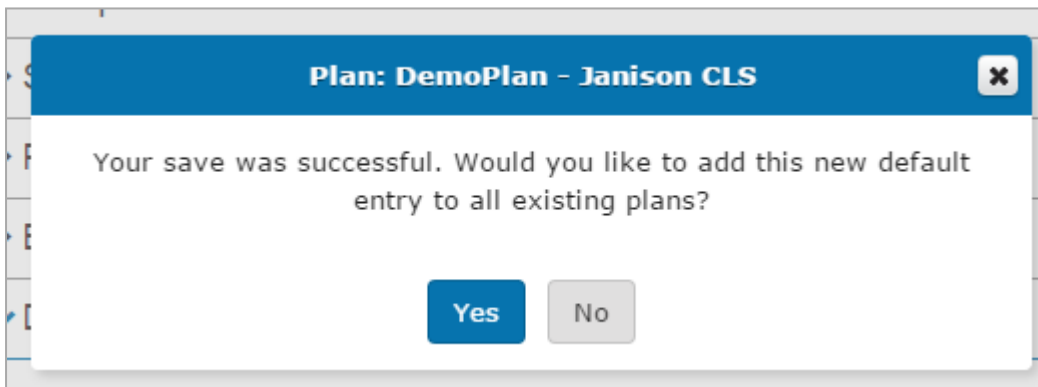 Plan: DemoPlan - Janison CLS
Your save was successful. Would you like to add this new default
entry to all existing plans?
Yes
No